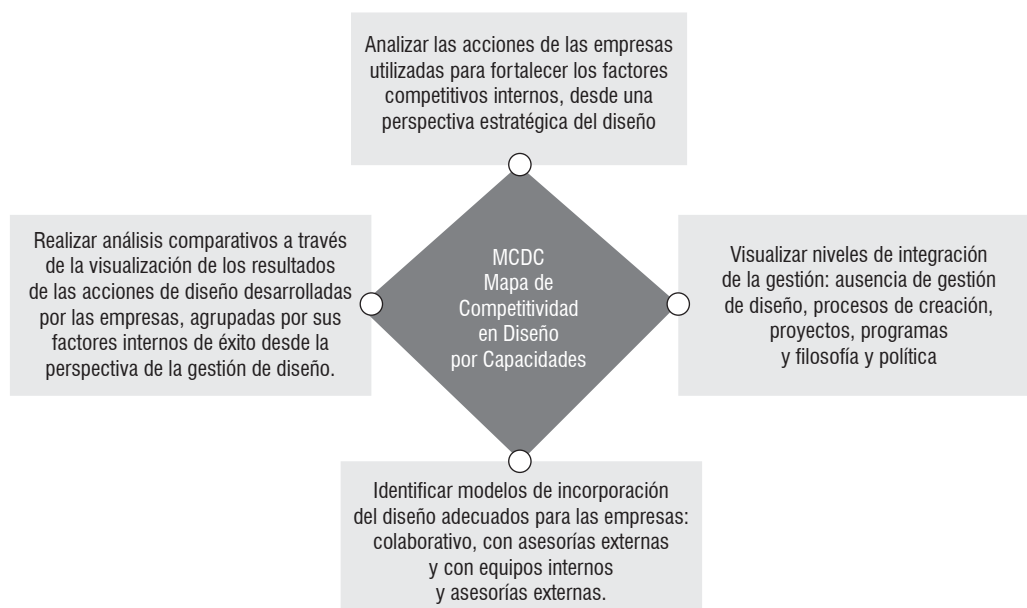 Analizar las acciones de las empresas
utilizadas para fortalecer los factores
competitivos internos, desde una
perspectiva estratégica del diseño
Realizar análisis comparativos a través
de la visualización de los resultados
de las acciones de diseño desarrolladas
por las empresas, agrupadas por sus
factores internos de éxito desde la
perspectiva de la gestión de diseño.
MCDC
Mapa de
Competitividad
en Diseño
por Capacidades
Visualizar niveles de integración
de la gestión: ausencia de gestión
de diseño, procesos de creación,
proyectos, programas
y filosofía y política
Identificar modelos de incorporación
del diseño adecuados para las empresas:
colaborativo, con asesorías externas
y con equipos internos
y asesorías externas.